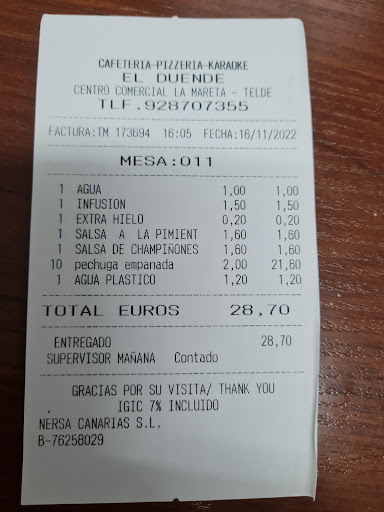 CAFETERIA-PIZZERIA-KARAOKE
EL DUENDE
CENTRO COMERCIAL LA MARETA - TELDE
TLF.928707355
FACTURA:TM 173694 16:05 FECHA:16/11/2022
MESA:011
1 AGUA 1,00 1,00
1 INFUSION 1,50 1,50
1 EXTRA HIELO 0,20 0,20
1 SALSA A LA PIMIENT 1,60 1,60
1 SALSA DE CHAMPIÑONES 1,60 1,60
10 pechuga empanada 2,00 21,60
1 AGUA PLASTICO 1,20 1,20
TOTAL EUROS 28,70
ENTREGADO 28,70
SUPERVISOR MAÑANA Contado
GRACIAS POR SU VISITA/ THANK YOU
IGIC 7% INCLUIDO
NERSA CANARIAS S.L.
B-76258029